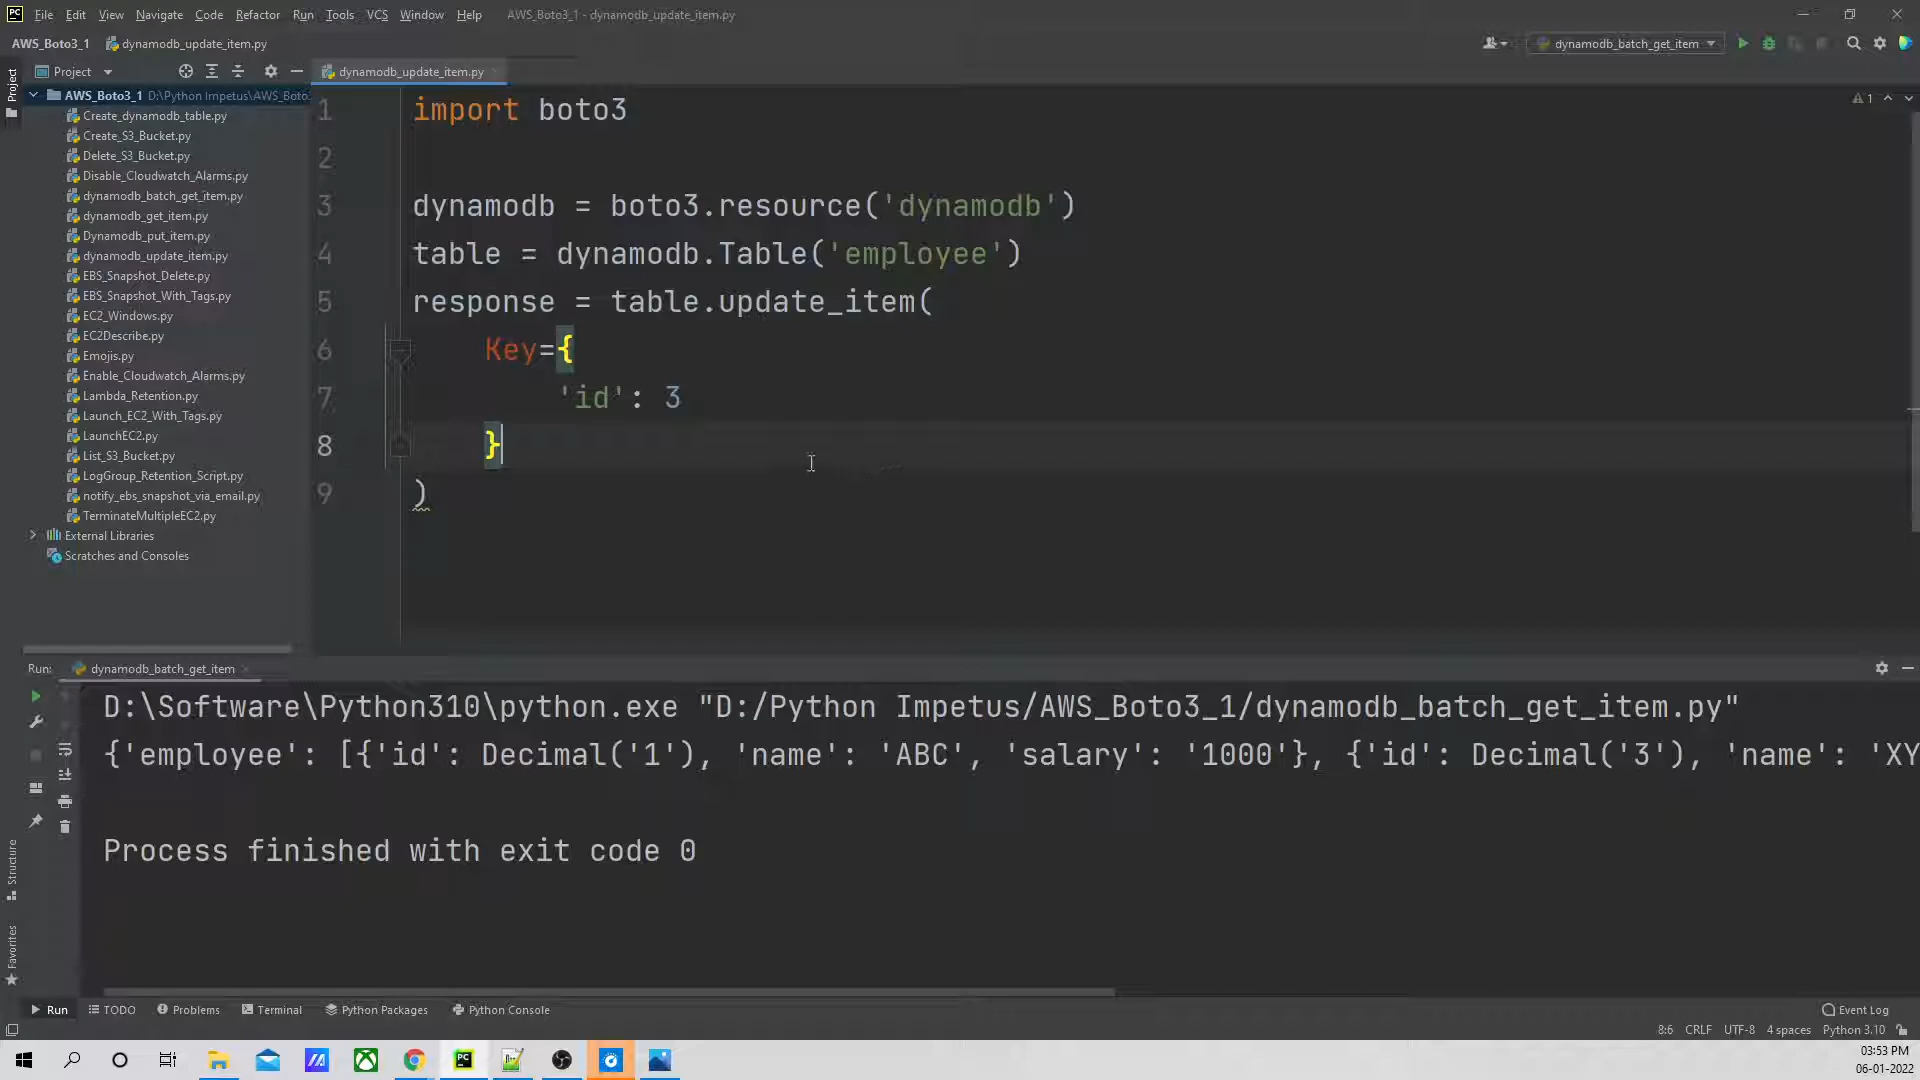 PC File Edit View Navigate Code Refactor Run Tools VCS Window Help AWS_Boto3_1 - dynamodb_update_item.py
AWS_Boto3_1 dynamodb_update_item.py
dynamodb_batch_get_item
Project
Project
dynamodb_update_item.py
AWS_Boto3_1 D:\Python Impetus\AWS_Boto3
Create_dynamodb_table.py
Create_S3_Bucket.py
Delete_S3_Bucket.py
Disable_Cloudwatch_Alarms.py
dynamodb_batch_get_item.py
dynamodb_get_item.py
Dynamodb_put_item.py
dynamodb_update_item.py
EBS_Snapshot_Delete.py
EBS_Snapshot_With_Tags.py
EC2_Windows.py
EC2Describe.py
Emojis.py
Enable_Cloudwatch_Alarms.py
Lambda_Retention.py
Launch_EC2_With_Tags.py
LaunchEC2.py
List_S3_Bucket.py
LogGroup_Retention_Script.py
notify_ebs_snapshot_via_email.py
TerminateMultipleEC2.py
External Libraries
Scratches and Consoles
1 import boto3
2
3 dynamodb = boto3.resource('dynamodb')
4 table = dynamodb.Table('employee')
5 response = table.update_item(
6 Key={
7 'id': 3
8 }
9 )
1
Run: dynamodb_batch_get_item
D:\Software\Python310\python.exe "D:/Python Impetus/AWS_Boto3_1/dynamodb_batch_get_item.py"
{'employee': [{'id': Decimal('1'), 'name': 'ABC', 'salary': '1000'}, {'id': Decimal('3'), 'name': 'XY
Process finished with exit code 0
Structure
Favorites
Run TODO Problems Terminal Python Packages Python Console Event Log
8:6 CRLF UTF-8 4 spaces Python 3.10
PC
03:53 PM
06-01-2022